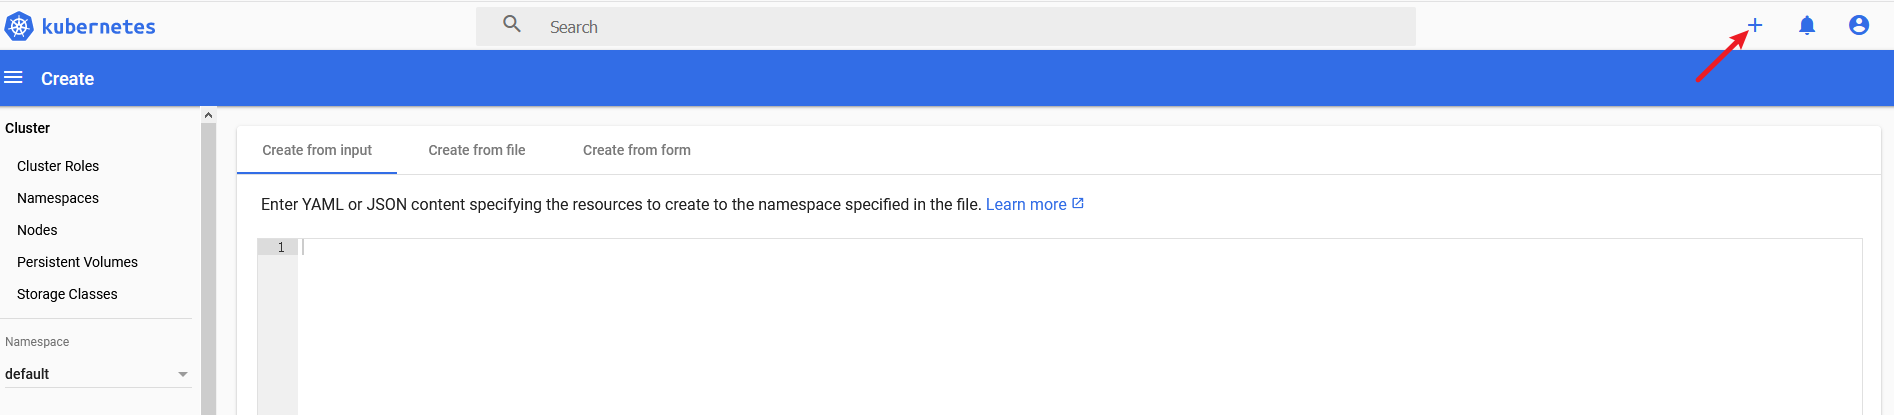 kubernetes
Search
Create
Cluster
Cluster Roles
Namespaces
Nodes
Persistent Volumes
Storage Classes
Namespace
default
Create from input
Create from file
Create from form
Enter YAML or JSON content specifying the resources to create to the namespace specified in the file. Learn more
1